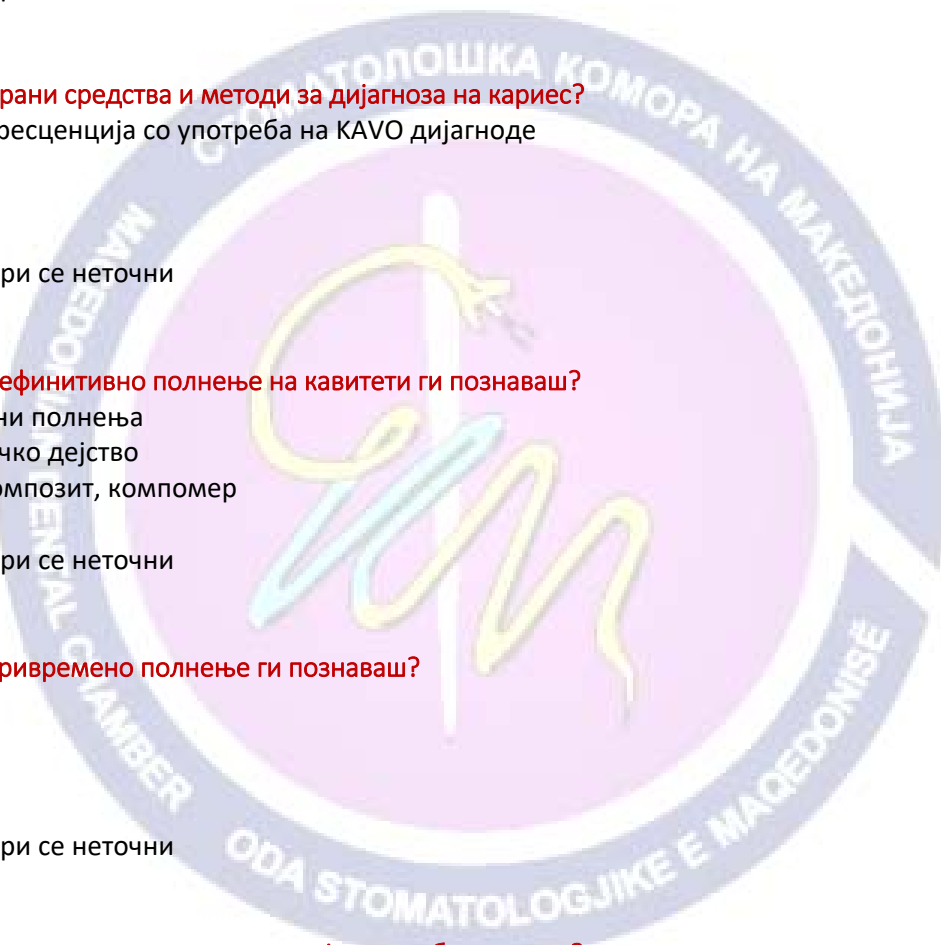 рани средства и методи за дијагноза на кариес?
ресценција со употреба на KAVO дијагноде
ри се неточни
ефинитивно полнење на кавитети ги познаваш?
ни полнења
чко дејство
омпозит, компомер
ри се неточни
ривремено полнење ги познаваш?
ри се неточни
СТОМАТОЛОШКА КОМОРА НА МАКЕДОНИЈА
MACEDONIAN DENTAL CHAMBER
ODA STOMATOLOGJIKE E MAQEDONISË